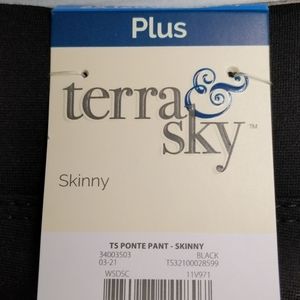 Plus
terra &
sky ™
Skinny
TS PONTE PANT - SKINNY
34003503 BLACK
03-21 TS32100028599
WSDSC 11V971